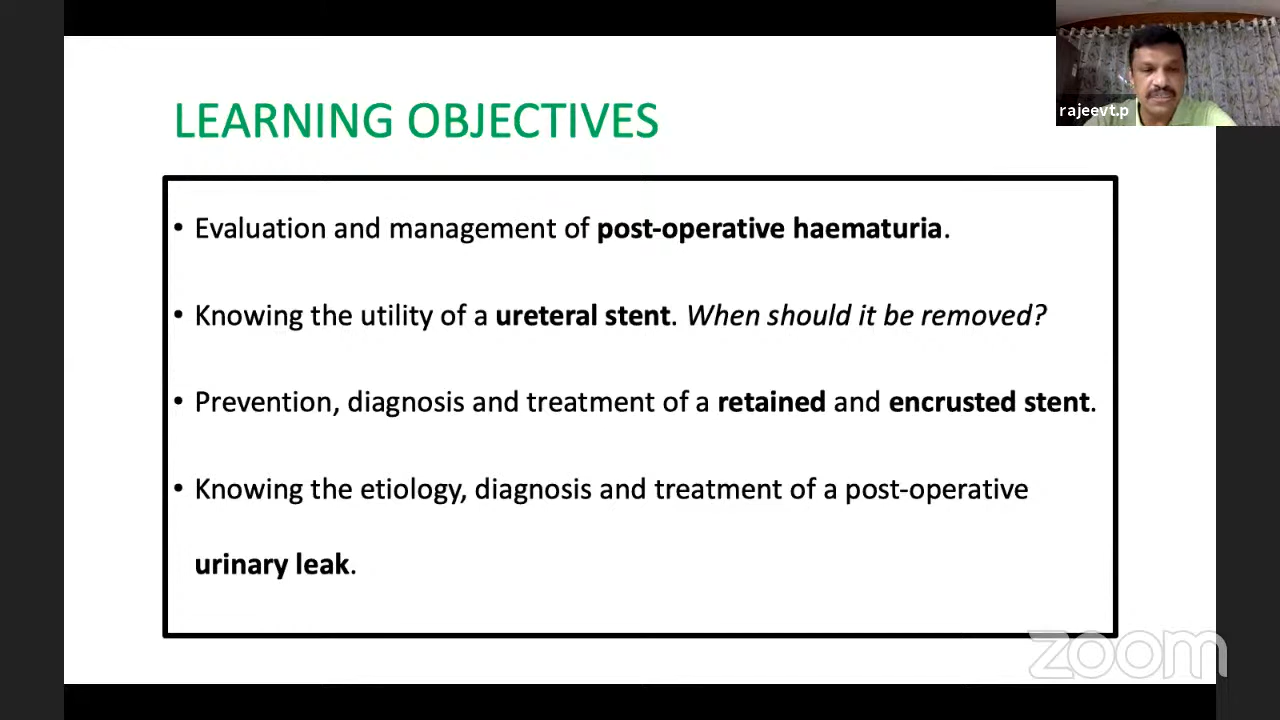 LEARNING OBJECTIVES
rajeevt.p
• Evaluation and management of post-operative haematuria.
• Knowing the utility of a ureteral stent. When should it be removed?
• Prevention, diagnosis and treatment of a retained and encrusted stent.
• Knowing the etiology, diagnosis and treatment of a post-operative
urinary leak.
zoom